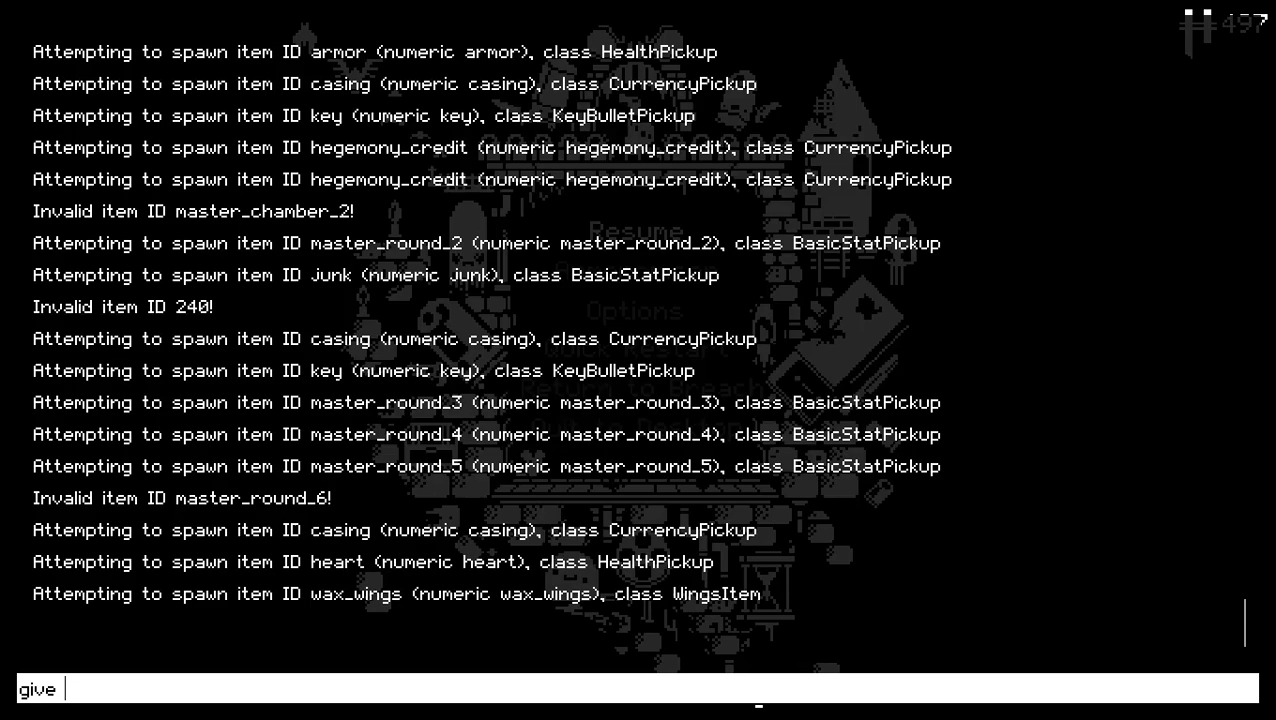 497
Attempting to spawn item ID armor (numeric armor), class HealthPickup
Attempting to spawn item ID casing (numeric casing), class CurrencyPickup
Attempting to spawn item ID key (numeric key), class KeyBulletPickup
Attempting to spawn item ID hegemony_credit (numeric hegemony_credit), class CurrencyPickup
Attempting to spawn item ID hegemony_credit (numeric hegemony_credit), class CurrencyPickup
Invalid item ID master_chamber_2!
Resume
Attempting to spawn item ID master_round_2 (numeric master_round_2), class BasicStatPickup
Attempting to spawn item ID junk (numeric junk), class BasicStatPickup
Invalid item ID 240!
Options
Attempting to spawn item ID casing (numeric casing), class CurrencyPickup
Quick Restart
Attempting to spawn item ID key (numeric key), class KeyBulletPickup
Return to Breach
Attempting to spawn item ID master_round_3 (numeric master_round_3), class BasicStatPickup
Attempting to spawn item ID master_round_4 (numeric master_round_4), class BasicStatPickup
Attempting to spawn item ID master_round_5 (numeric master_round_5), class BasicStatPickup
Invalid item ID master_round_6!
Attempting to spawn item ID casing (numeric casing), class CurrencyPickup
Attempting to spawn item ID heart (numeric heart), class HealthPickup
Attempting to spawn item ID wax_wings (numeric wax_wings), class WingsItem
give